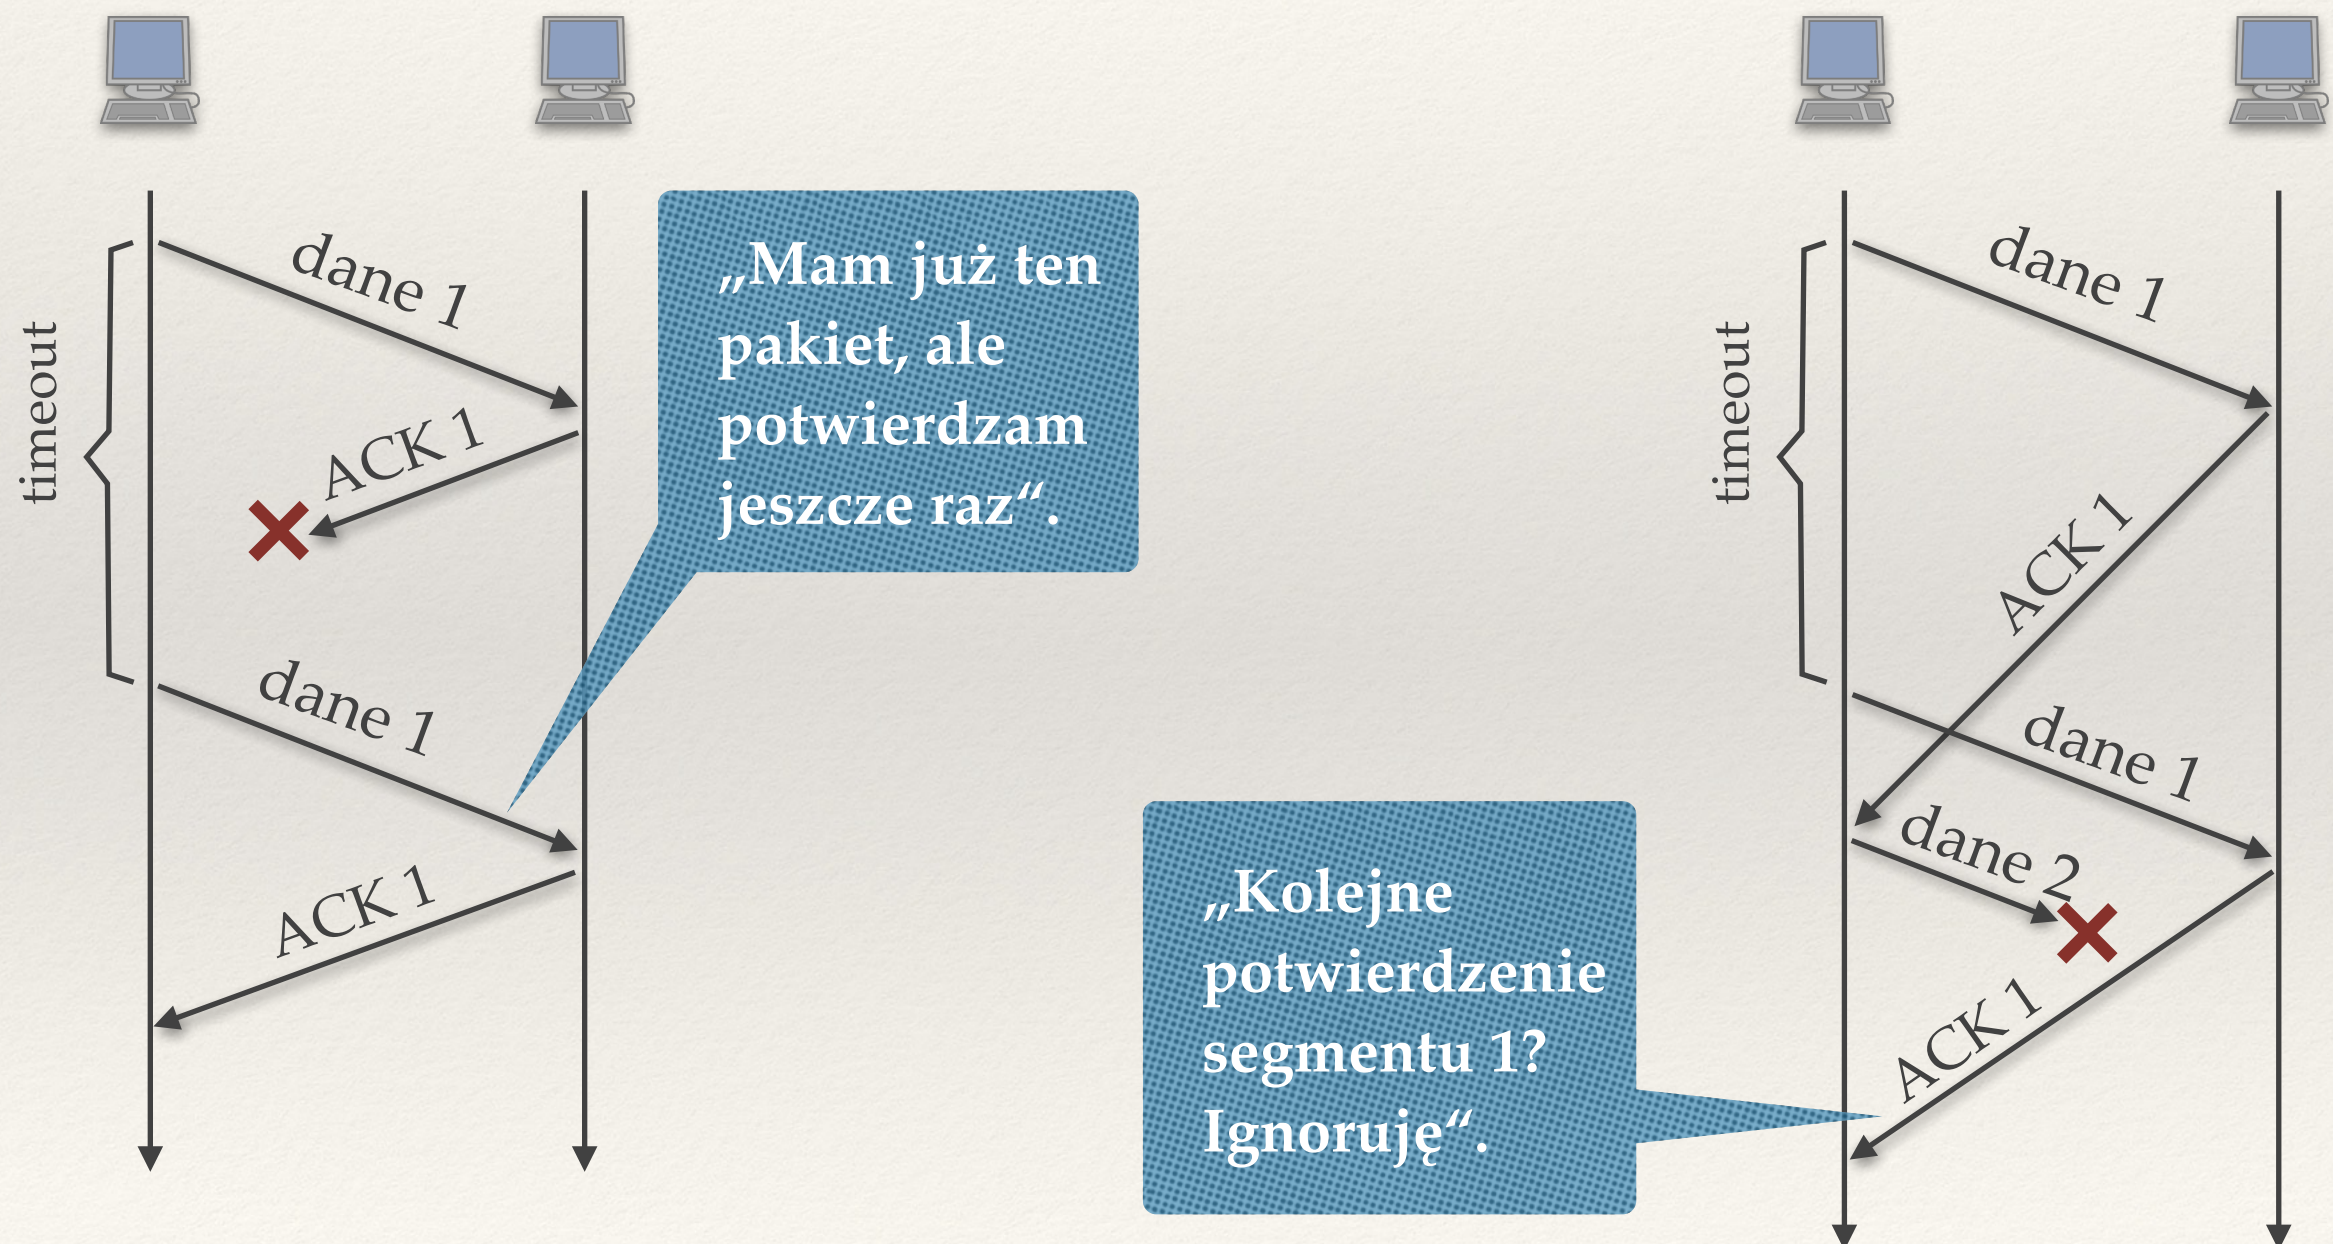 timeout
dane 1
ACK 1
dane 1
ACK 1
„Mam już ten
pakiet, ale
potwierdzam
jeszcze raz“.
timeout
dane 1
ACK 1
dane 1
dane 2
ACK 1
„Kolejne
potwierdzenie
segmentu 1?
Ignoruję“.